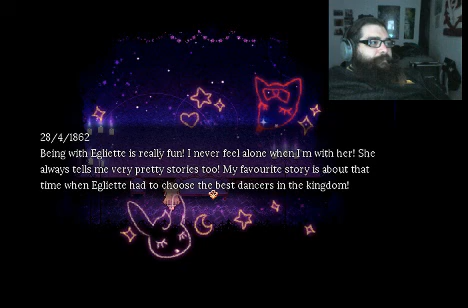 28/4/1862
Being with Egliette is really fun! I never feel alone when I'm with her! She
always tells me very pretty stories too! My favourite story is about that
time when Egliette had to choose the best dancers in the kingdom!